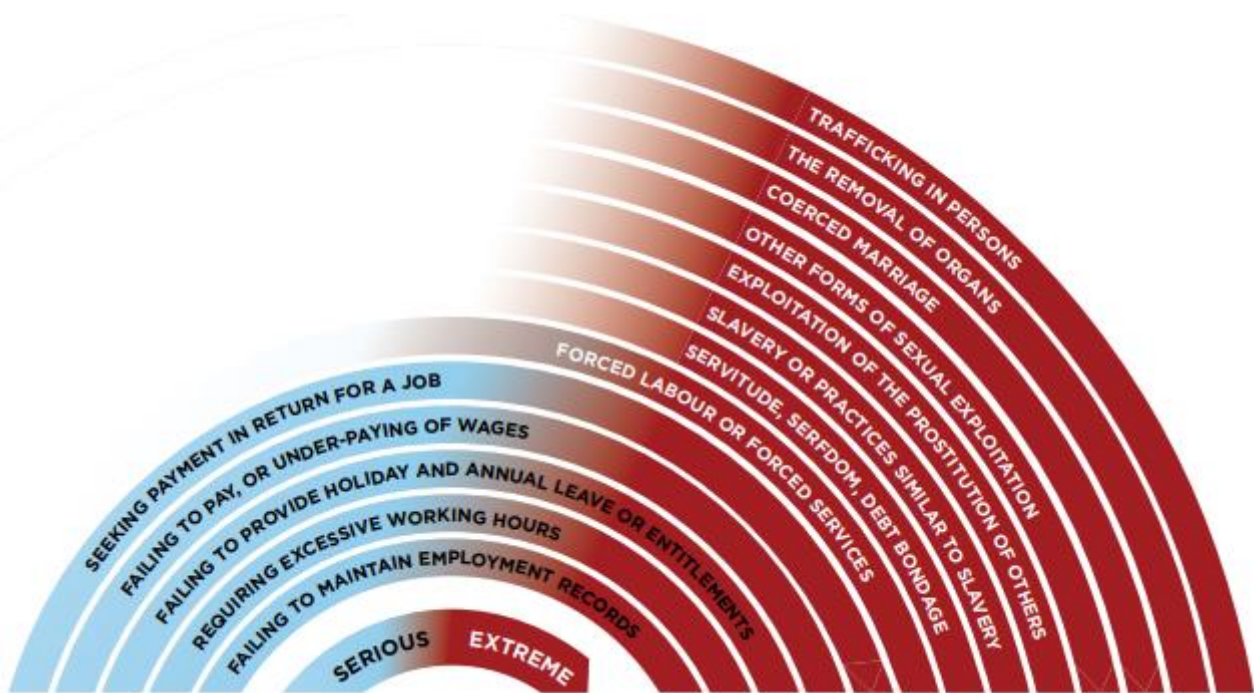 TRAFFICKING IN PERSONS
THE REMOVAL OF ORGANS
COERCED MARRIAGE
OTHER FORMS OF SEXUAL EXPLOITATION
EXPLOITATION OF THE PROSTITUTION OF OTHERS
SLAVERY OR PRACTICES SIMILAR TO SLAVERY
SERVITUDE, SERFDOM, DEBT BONDAGE
FORCED LABOUR OR FORCED SERVICES
SEEKING PAYMENT IN RETURN FOR A JOB
FAILING TO PAY, OR UNDER-PAYING OF WAGES
FAILING TO PROVIDE HOLIDAY AND ANNUAL LEAVE OR ENTITLEMENTS
REQUIRING EXCESSIVE WORKING HOURS
FAILING TO MAINTAIN EMPLOYMENT RECORDS
SERIOUS
EXTREME